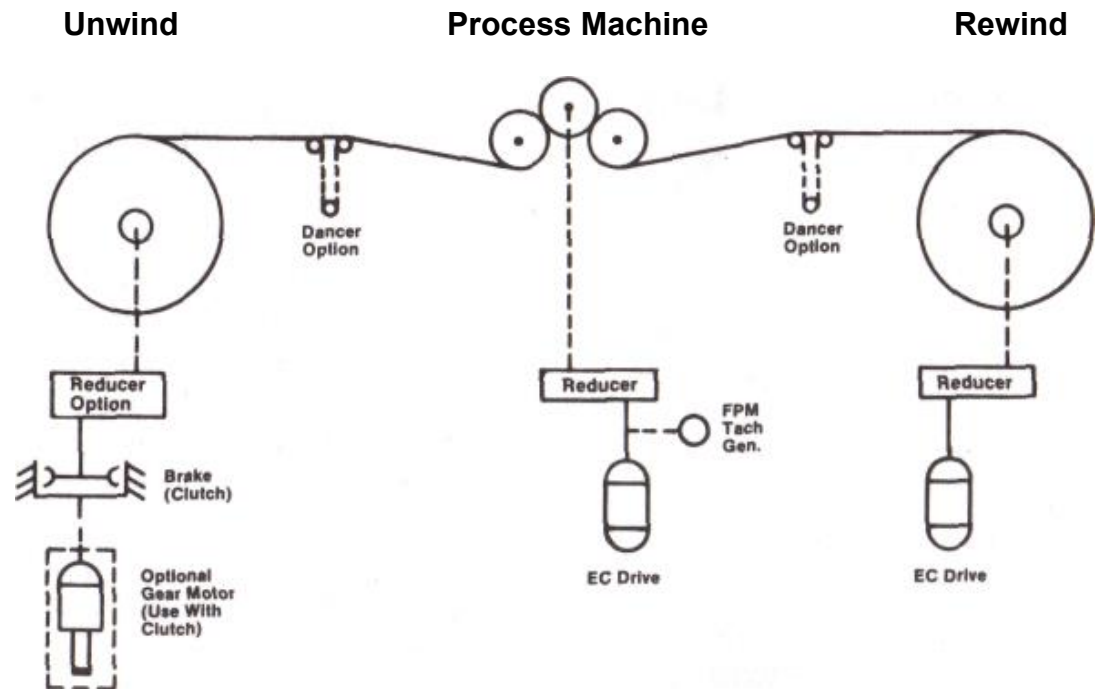 Unwind
Process Machine
Rewind
Dancer
Option
Dancer
Option
Reducer
Option
Reducer
Reducer
FPM
Tach
Gen.
Brake
(Clutch)
EC Drive
EC Drive
Optional
Gear Motor
(Use With
Clutch)